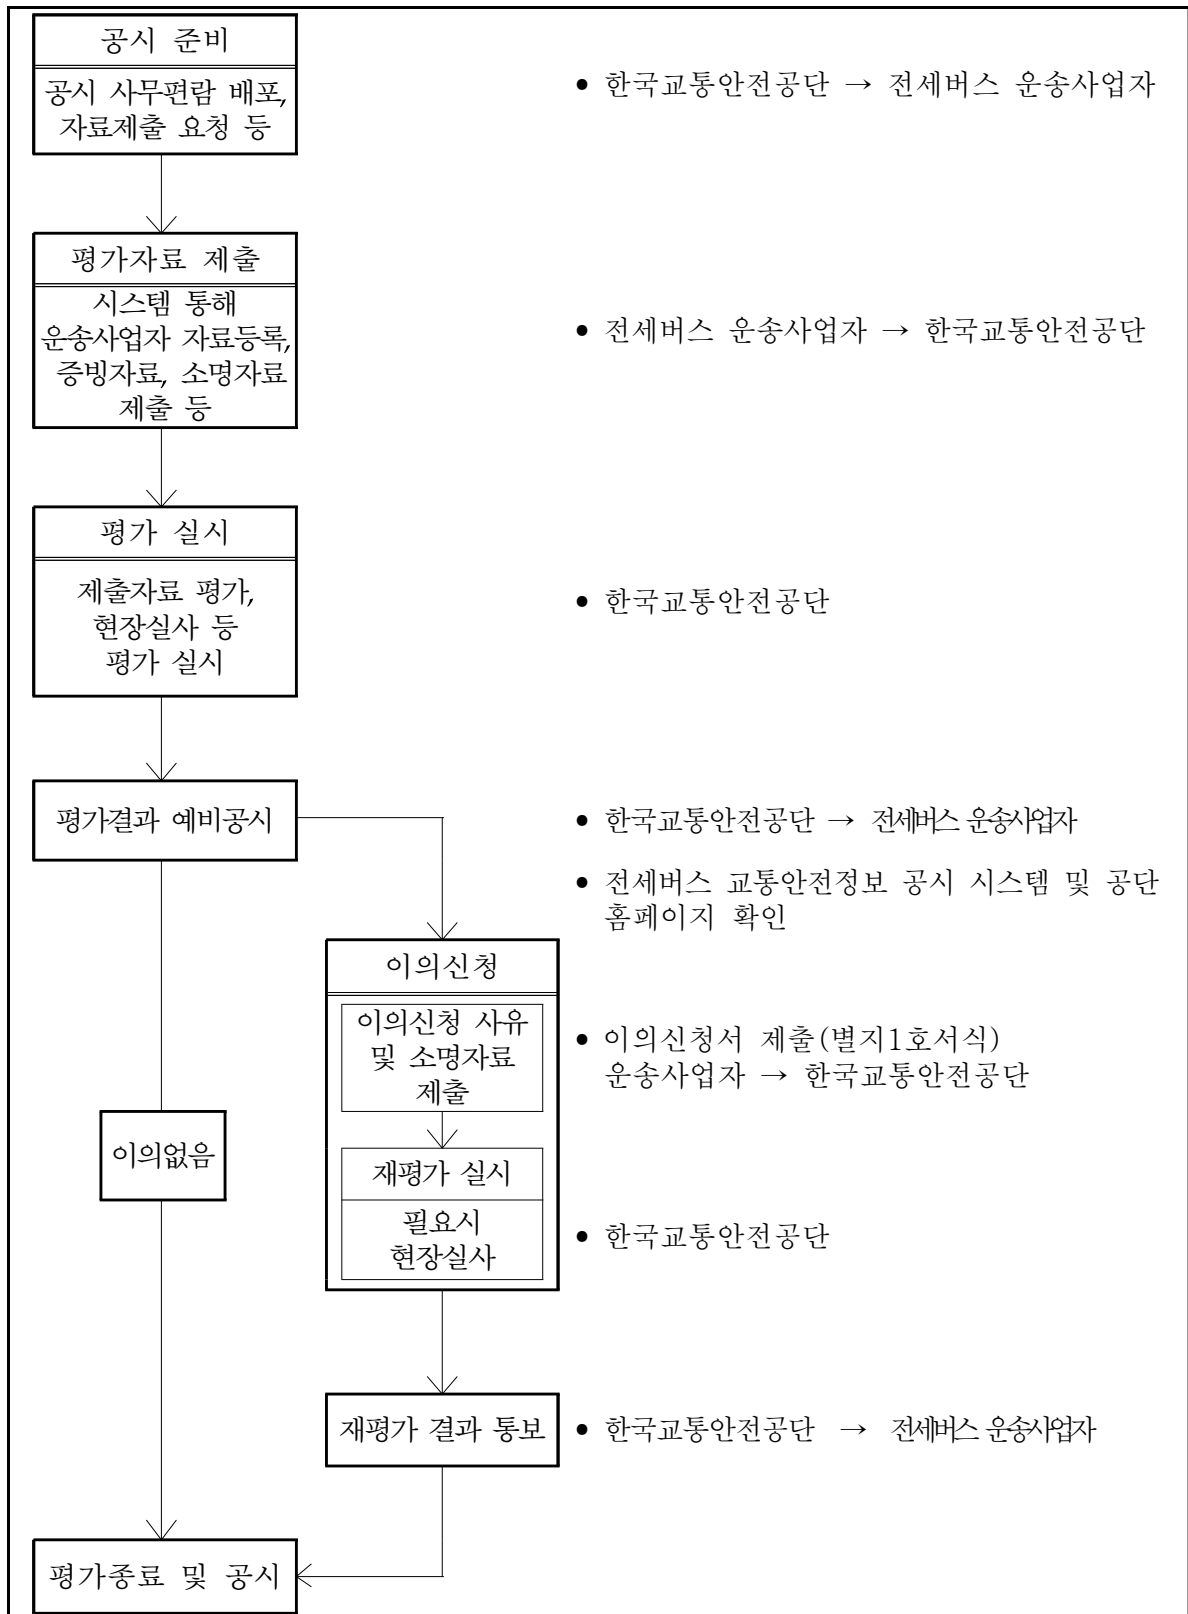 공시 준비
공시 사무편람 배포,
자료제출 요청 등
• 한국교통안전공단 → 전세버스 운송사업자
평가자료 제출
시스템 통해
운송사업자 자료등록,
증빙자료, 소명자료
제출 등
• 전세버스 운송사업자 → 한국교통안전공단
평가 실시
제출자료 평가,
현장실사 등
평가 실시
• 한국교통안전공단
평가결과 예비공시
• 한국교통안전공단 → 전세버스 운송사업자
• 전세버스 교통안전정보 공시 시스템 및 공단
홈페이지 확인
이의신청
이의신청 사유
및 소명자료
제출
• 이의신청서 제출(별지1호서식)
운송사업자 → 한국교통안전공단
이의없음
재평가 실시
필요시
현장실사
• 한국교통안전공단
재평가 결과 통보
• 한국교통안전공단 → 전세버스 운송사업자
평가종료 및 공시